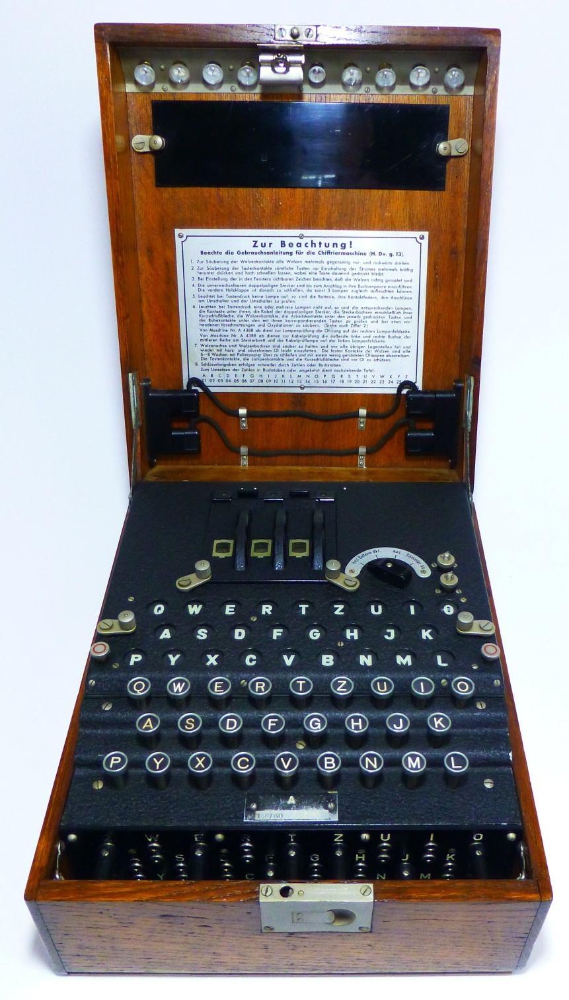 Zur Beachtung!
Beachte die Gebrauchsanleitung für die Chiffriermaschine (H. Dv. g. 13).
1. Zur Säuberung der Walzenkontakte alle Walzen mehrmals gegenseitig vor- und rückwärts drehen.
2. Zur Säuberung der Tastenkontakte sämtliche Tasten vor Einschaltung des Stromes mehrmals kräftig
herunter drücken und hoch schnellen lassen, wobei eine Taste dauernd gedrückt bleibt.
3. Bei Einstellung der in den Fenstern sichtbaren Zeichen beachten, daß die Walzen richtig gerastet sind.
4. Die unverwechselbaren doppelpoligen Stecker sind bis zum Anschlag in ihre Buchsenpaare einzuführen.
Die vordere Holzklappe ist danach zu schließen, da sonst 3 Lampen zugleich aufleuchten können.
5. Leuchtet bei Tastendruck keine Lampe auf, so sind die Batterie, ihre Kontaktfedern, ihre Anschlüsse
am Umschalter und der Umschalter zu prüfen.
6. Leuchten bei Tastendruck eine oder mehrere Lampen nicht auf, so sind die entsprechenden Lampen,
die Kontakte unter ihnen, die Kabel der doppelpoligen Stecker, die Steckerbuchsen einschließlich ihrer
Kurzschlußbleche, die Walzenkontakte, die Arbeitskontakte unter den jeweils gedrückten Tasten und
die Ruhekontakte unter den mit ihnen korrespondierenden Tasten zu prüfen und bei etwa vor-
handenen Verschmutzungen und Oxydationen zu säubern. (Siehe auch Ziffer 2.)
Von Maschine Nr. A 4388 ab dient zur Lampenprüfung die Öffnung auf der rechten Lampenfeldseite.
Von Maschine Nr. A 4388 ab dienen zur Kabelprüfung die äußerste linke und rechte Buchse der
mittleren Reihe am Steckerbrett und die Kabelprüflampe auf der linken Lampenfeldseite.
7. Walzenachse und Walzenbuchsen sind sauber zu halten und wie alle übrigen Lagerstellen hin und
wieder mit harz- und säurefreiem Öl leicht einzufetten. Die festen Kontakte der Walzen sind alle
6—8 Wochen mit Polierpapier über zu schleifen und mit einem wenig getränkten Öllappen abzureiben.
Die Tastenkontakte, die Lampenkontakte und die Kurzschlußbleche sind vor Öl zu schützen.
8. Schlüsselangaben erfolgen entweder durch Zahlen oder Buchstaben.
Zum Umsetzen der Zahlen in Buchstaben oder umgekehrt dient nachstehende Tafel:
A B C D E F G H I J K L M N O P Q R S T U V W X Y Z
01 02 03 04 05 06 07 08 09 10 11 12 13 14 15 16 17 18 19 20 21 22 23 24 25
hell Batterie dkl. aus Sammler 4V
Q W E R T Z U I O
A S D F G H J K
P Y X C V B N M L
Q W E R T Z U I O
A S D F G H J K
P Y X C V B N M L
A
W E R T Z U I O
S F G H J K
Y C N M